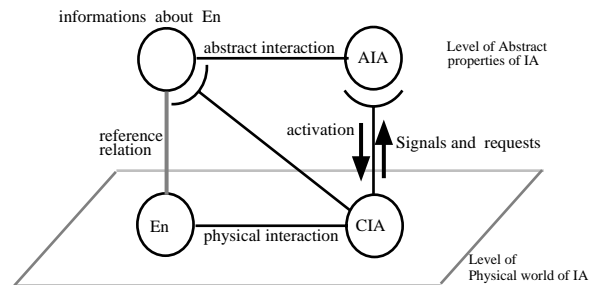 informations about En
abstract interaction
AIA
Level of Abstract
properties of IA
reference
relation
activation
Signals and requests
En
physical interaction
CIA
Level of
Physical world of IA